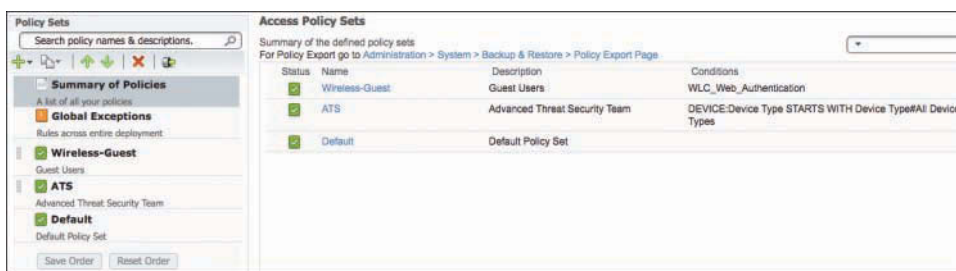 Policy Sets
Search policy names & descriptions.
Summary of Policies
A list of all your policies
Global Exceptions
Rules across entire deployment
Wireless-Guest
Guest Users
ATS
Advanced Threat Security Team
Default
Default Policy Set
Save Order Reset Order
Access Policy Sets
Summary of the defined policy sets
For Policy Export go to Administration > System > Backup & Restore > Policy Export Page
Status Name Description Conditions
Wireless-Guest Guest Users WLC_Web_Authentication
ATS Advanced Threat Security Team DEVICE:Device Type STARTS WITH Device Type#All Devic
Types
Default Default Policy Set